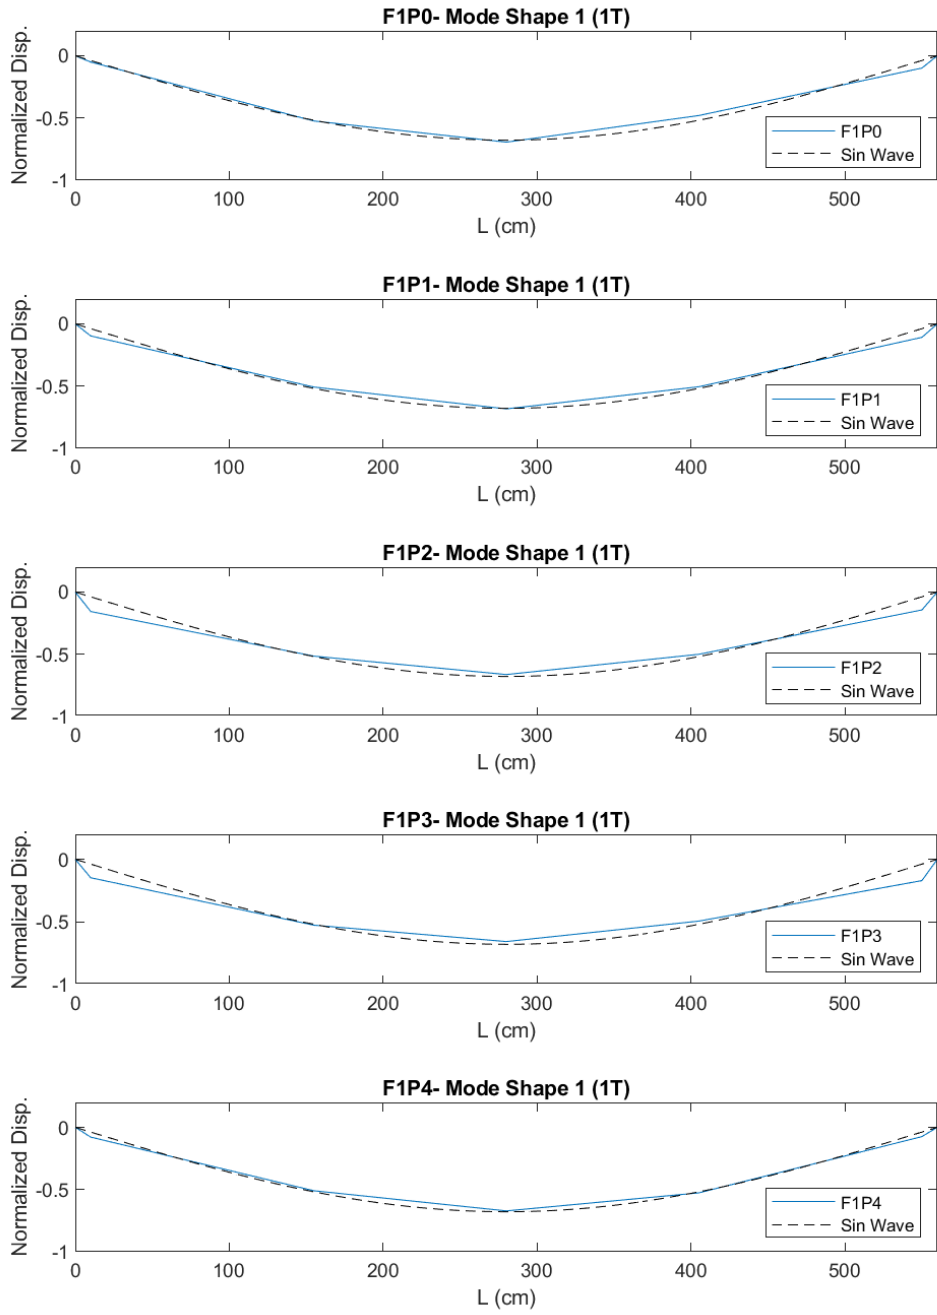 F1P0- Mode Shape 1 (1T)
Normalized Disp.
0
-0.5
-1
F1P0
Sin Wave
0 100 200 300 400 500
L (cm)
F1P1- Mode Shape 1 (1T)
Normalized Disp.
0
-0.5
-1
F1P1
Sin Wave
0 100 200 300 400 500
L (cm)
F1P2- Mode Shape 1 (1T)
Normalized Disp.
0
-0.5
-1
F1P2
Sin Wave
0 100 200 300 400 500
L (cm)
F1P3- Mode Shape 1 (1T)
Normalized Disp.
0
-0.5
-1
F1P3
Sin Wave
0 100 200 300 400 500
L (cm)
F1P4- Mode Shape 1 (1T)
Normalized Disp.
0
-0.5
-1
F1P4
Sin Wave
0 100 200 300 400 500
L (cm)